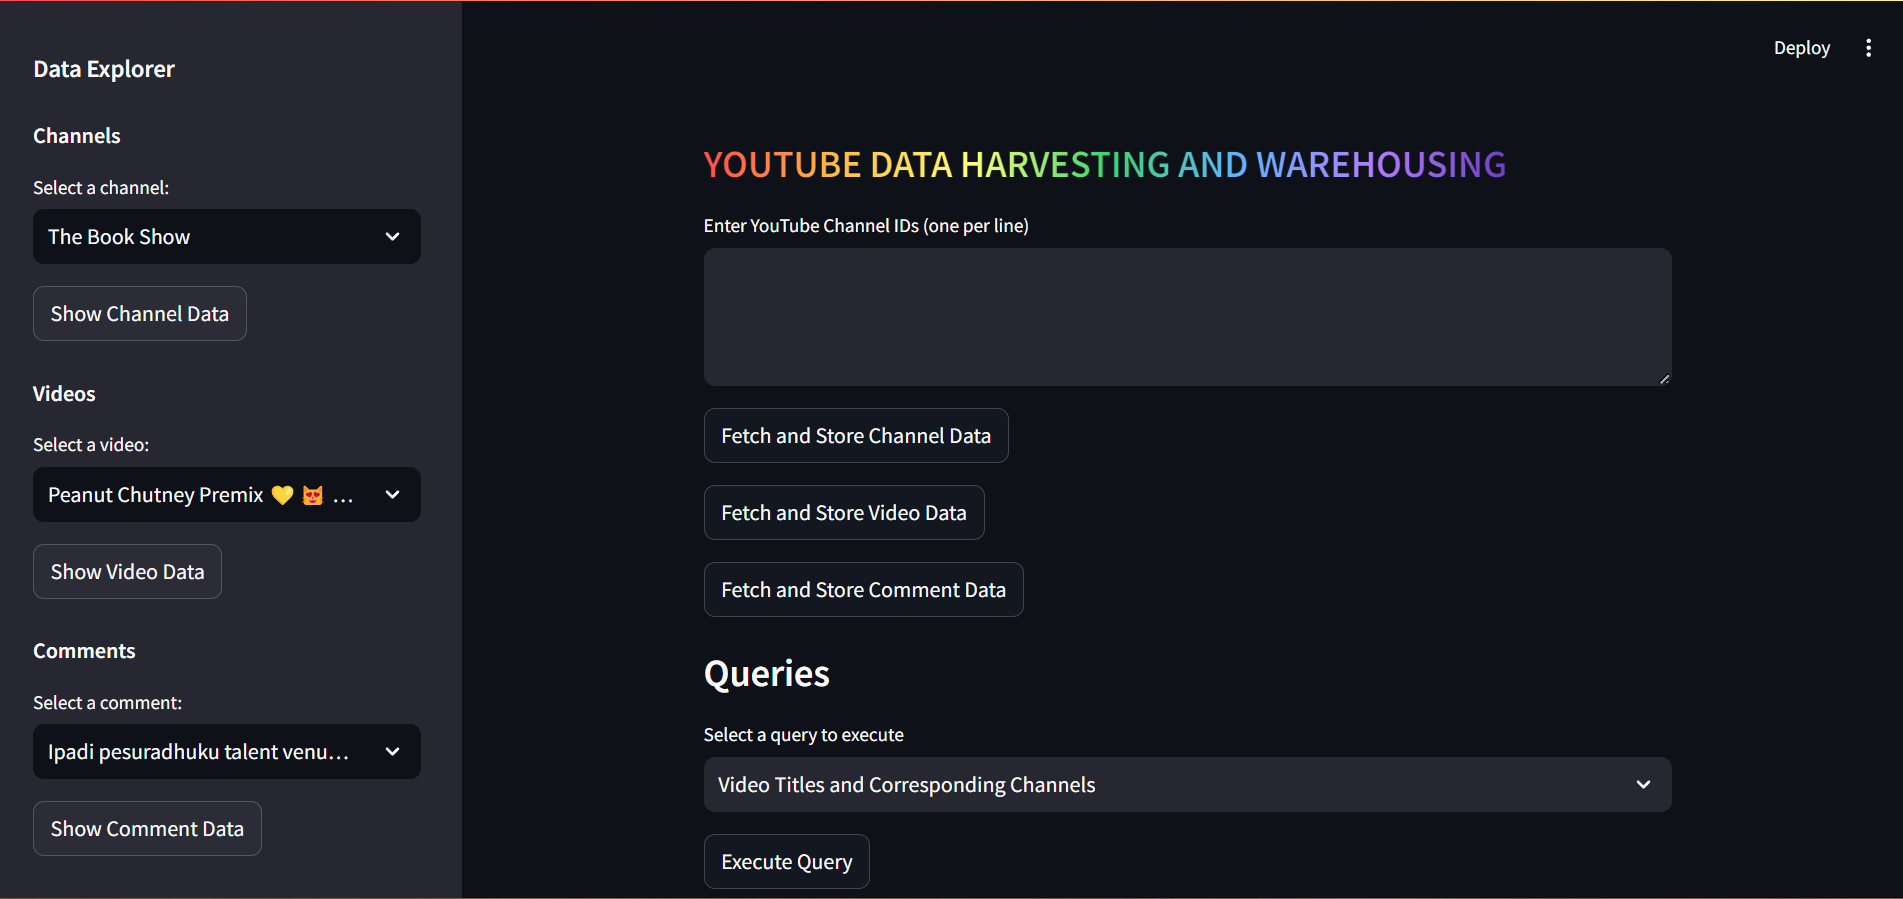 Data Explorer
Channels
Select a channel:
The Book Show
Show Channel Data
Videos
Select a video:
Peanut Chutney Premix 💛 😻 ...
Show Video Data
Comments
Select a comment:
Ipadi pesuradhuku talent venu...
Show Comment Data
Deploy
YOUTUBE DATA HARVESTING AND WAREHOUSING
Enter YouTube Channel IDs (one per line)
Fetch and Store Channel Data
Fetch and Store Video Data
Fetch and Store Comment Data
Queries
Select a query to execute
Video Titles and Corresponding Channels
Execute Query